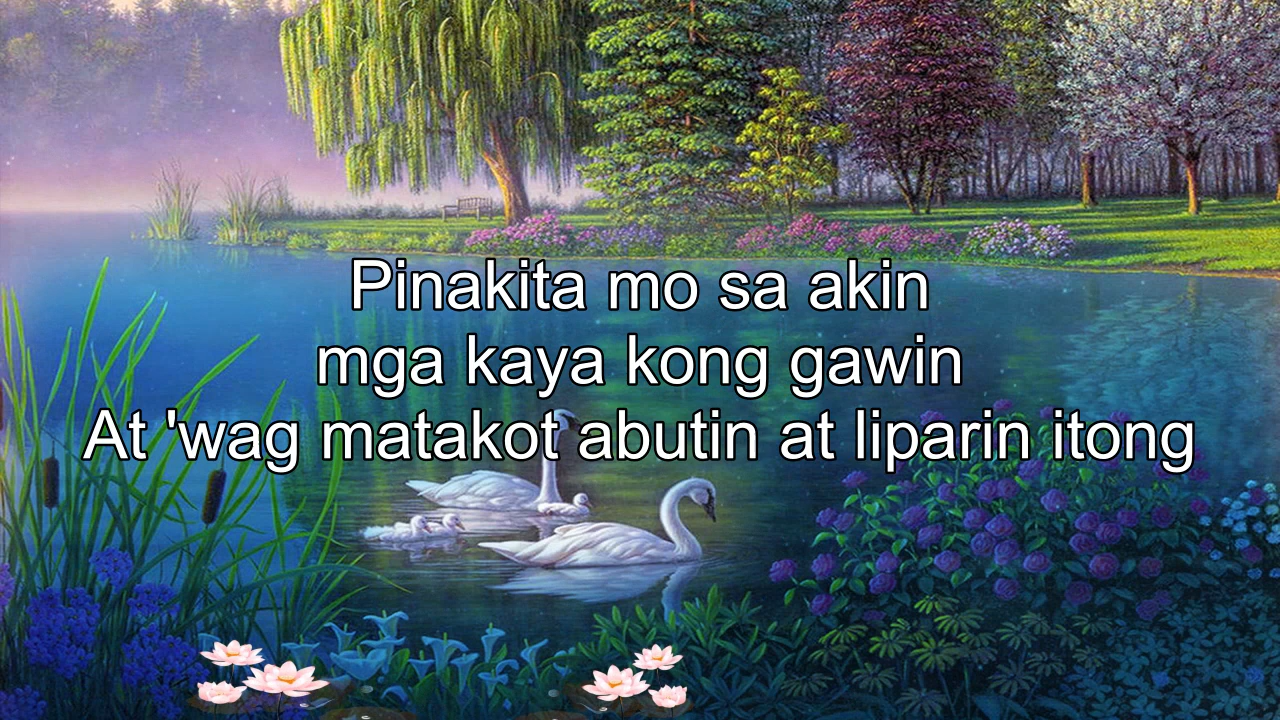 Pinakita mo sa akin
mga kaya kong gawin
At 'wag matakot abutin at liparin itong